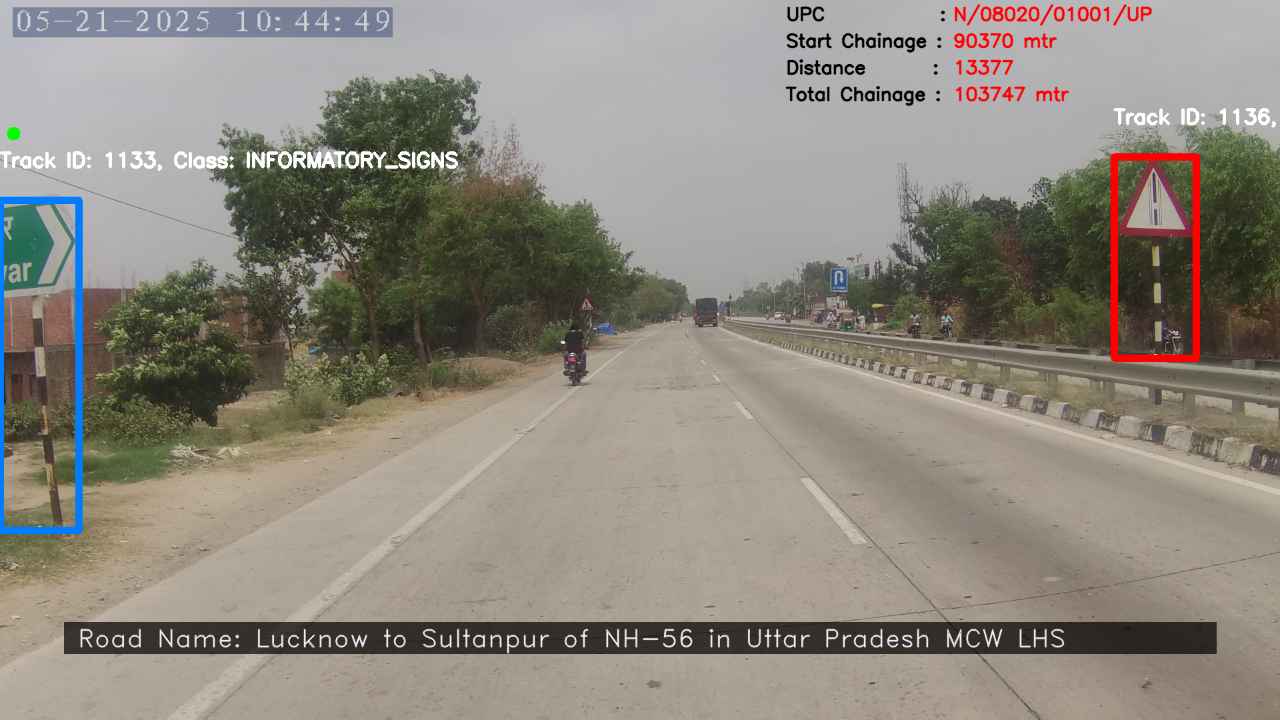 05-21-2025 10:44:49
UPC : N/08020/01001/UP
Start Chainage : 90370 mtr
Distance : 13377
Total Chainage : 103747 mtr
Track ID: 1136,
Track ID: 1133, Class: INFORMATORY_SIGNS
Road Name: Lucknow to Sultanpur of NH-56 in Uttar Pradesh MCW LHS